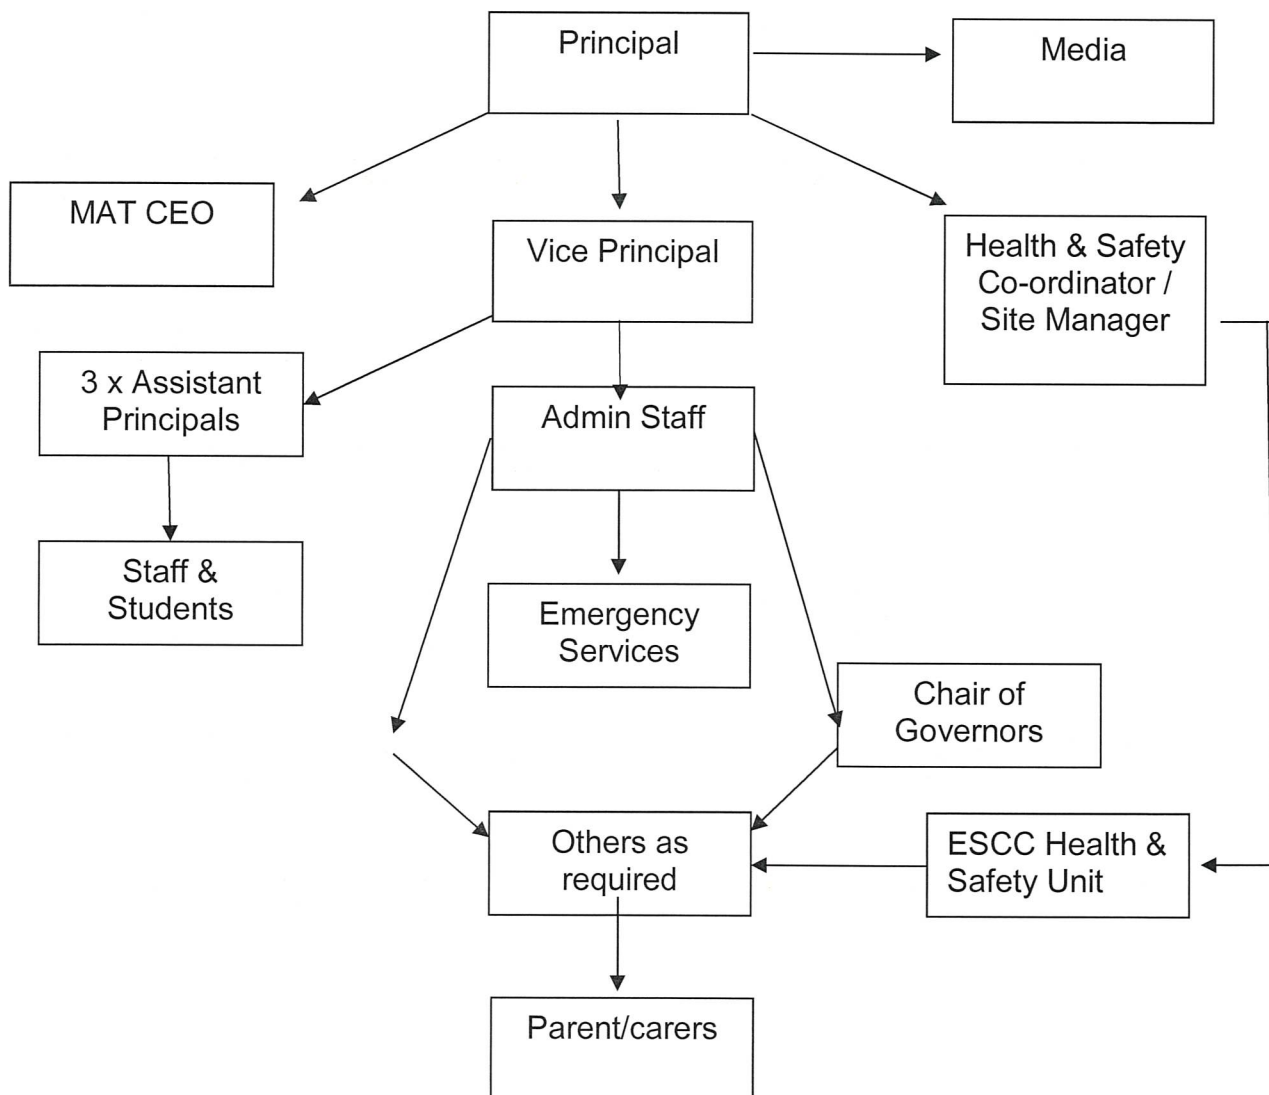 Principal
Media
MAT CEO
Vice Principal
Health & Safety
Co-ordinator /
Site Manager
3 x Assistant
Principals
Admin Staff
Staff &
Students
Emergency
Services
Chair of
Governors
Others as
required
ESCC Health &
Safety Unit
Parent/carers